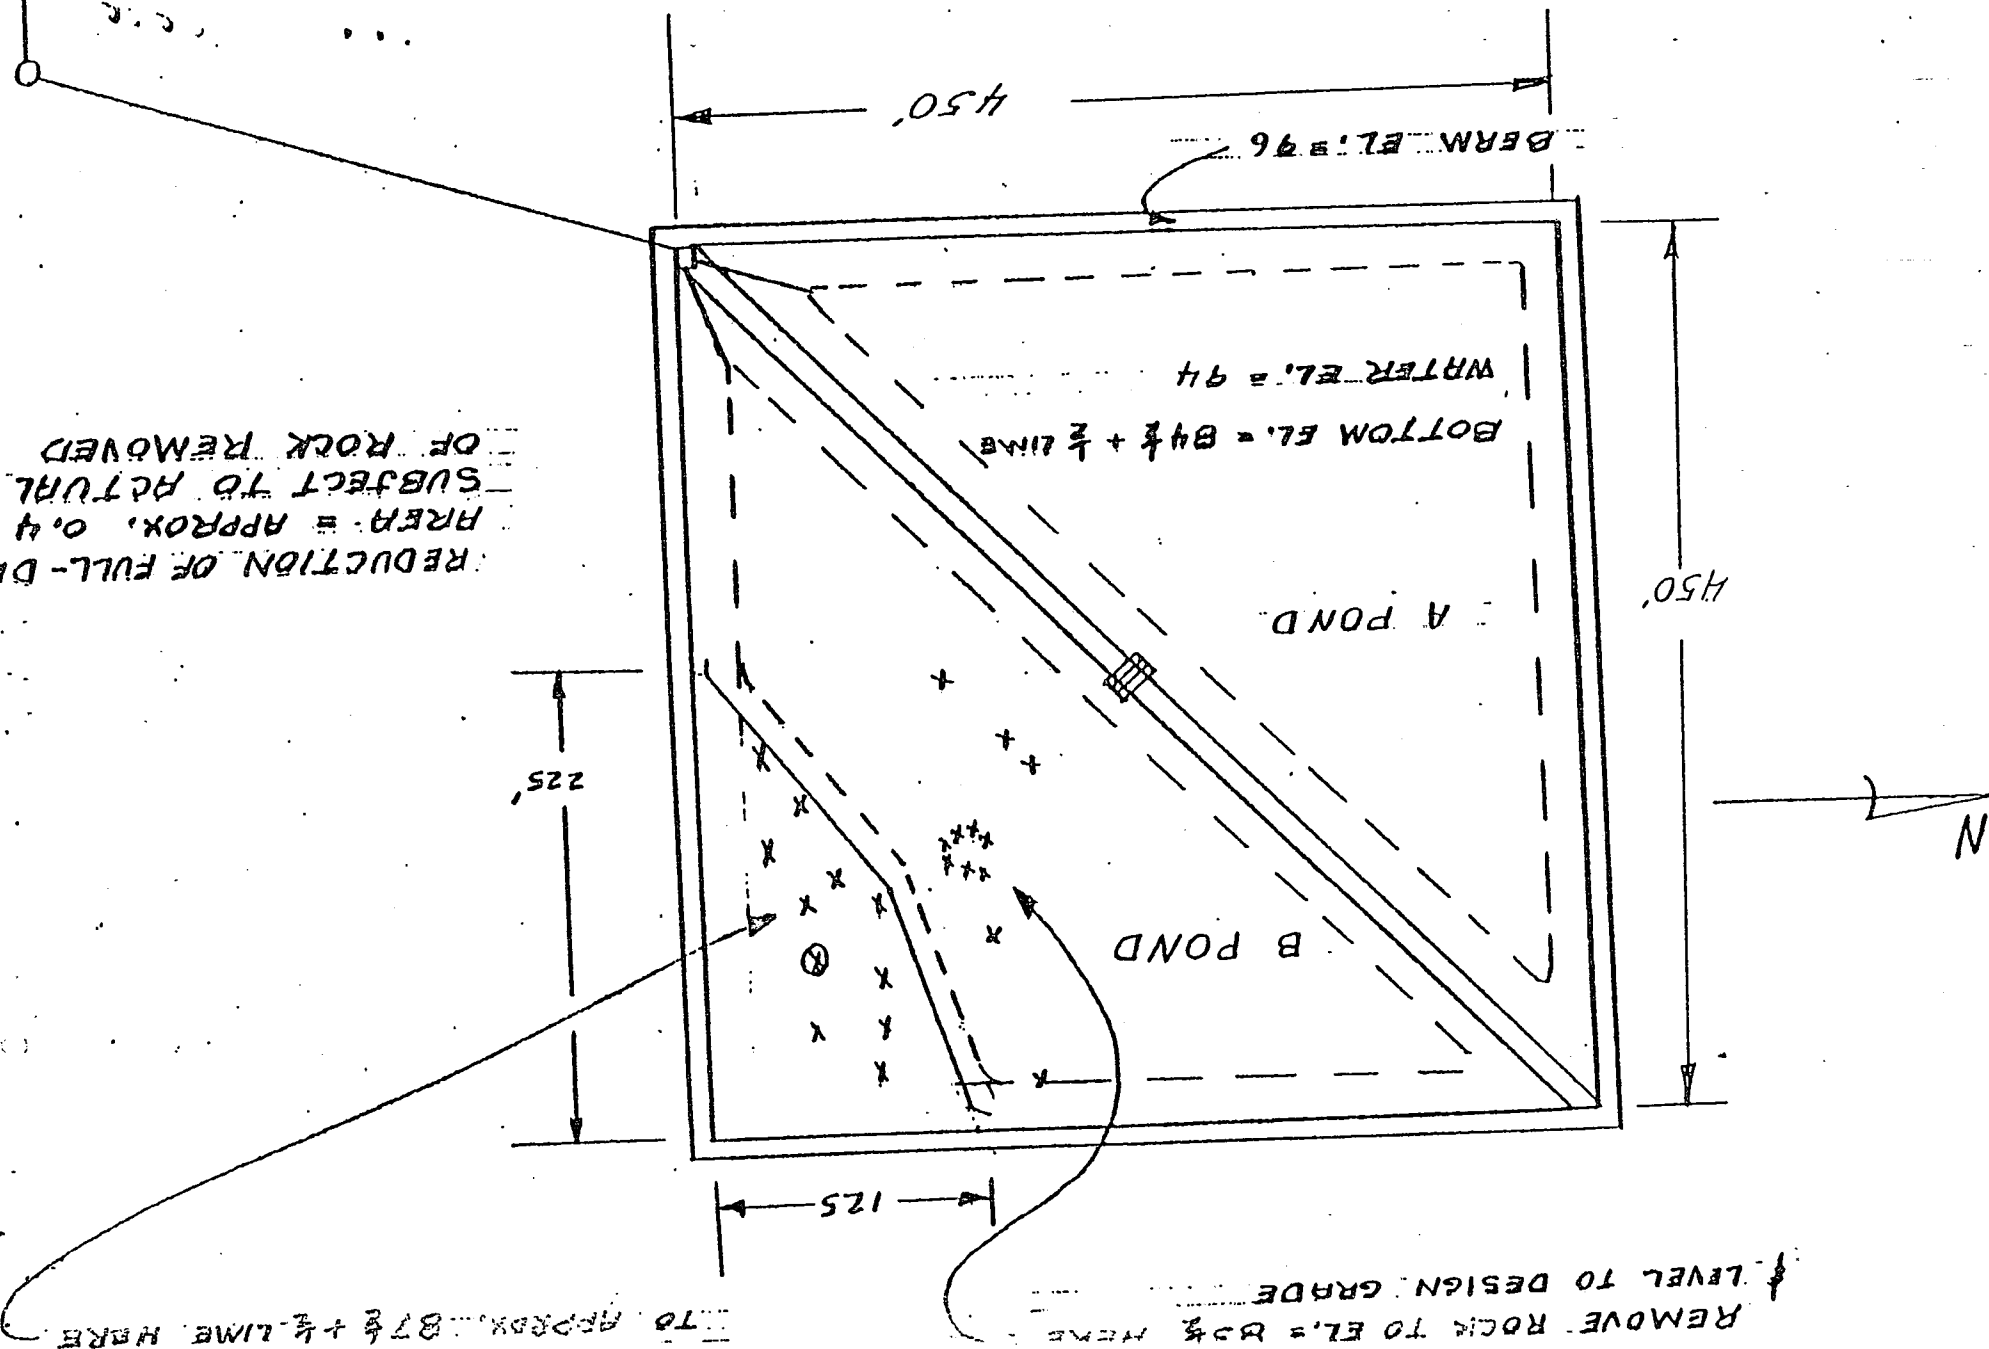 REMOVE ROCK TO EL.= 83½ HERE
& LEVEL TO DESIGN GRADE
TO APPROX. 87½ + ½ LIME HERE
125
N
225'
B POND
450'
A POND
REDUCTION OF FULL-
AREA = APPROX. 0.4
SUBJECT TO ACTUAL
OF ROCK REMOVED
BOTTOM EL. = 84½ + ½ LIME
WATER EL. = 94
BERM EL. = 96
450'